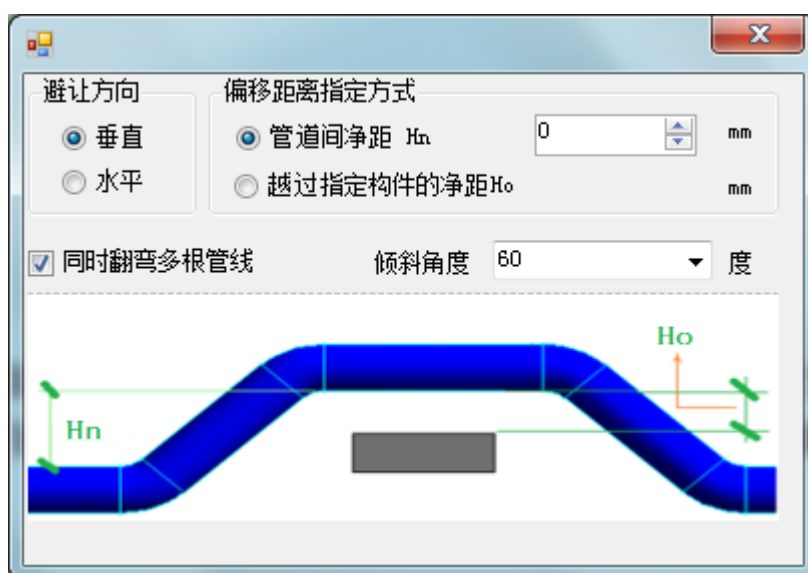 避让方向 偏移距离指定方式
垂直 管道间净距 Hn 0 mm
水平 越过指定构件的净距Ho mm
同时翻弯多根管线 倾斜角度 60 度
Ho
Hn